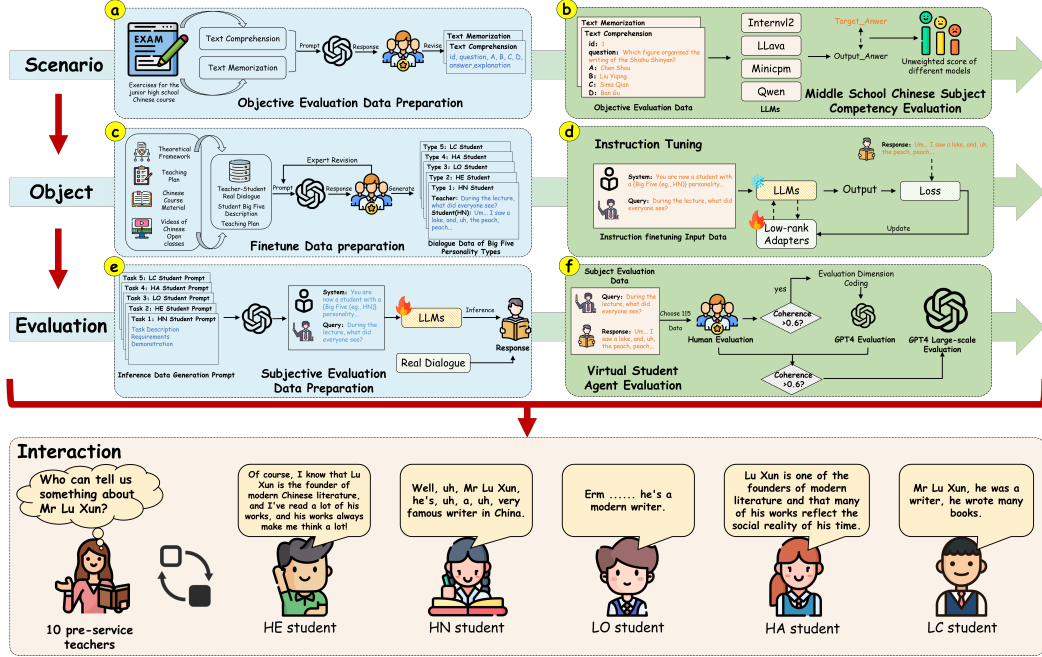 Scenario
a
EXAM
Exercises for the
junior high school
Chinese course
Text Comprehension
Text Memorization
Prompt
Response
Revise
Text Memorization
Text Comprehension
id, question, A, B, C, D,
answer,explanation
Objective Evaluation Data Preparation
b
Text Memorization
Text Comprehension
id: 1
question: Which figure organised the
writing of the Shishu Shinyan?
A: Chen Shou
B: Liu Yiqing
C: Sima Qian
D: Ban Gu
Objective Evaluation Data
Internvl2
LLava
Minicpm
Qwen
LLMs
Target_Anwer
Output_Anwer
Unweighted score of
different models
Middle School Chinese Subject
Competency Evaluation
Object
c
Theoretical
Framework
Teaching
Plan
Chinese
Course
Material
Videos of
Chinese
Open
classes
Teacher-Student
Real Dialogue
Student Big Five
Description
Teaching Plan
Expert Revision
Prompt
Response
Generate
Type 5: LC Student
Type 4: HA Student
Type 3: LO Student
Type 2: HE Student
Type 1: HN Student
Teacher: During the lecture,
what did everyone see?
Student(HN): Um... I saw a
lake, and, uh, the peach,
peach...
Dialogue Data of Big Five
Personality Types
Finetune Data preparation
d
Instruction Tuning
System: You are now a student with
a {Big Five (eg., HN)} personality...
Query: During the lecture, what did
everyone see?
Instruction finetuning Input Data
LLMs
Low-rank
Adapters
Output
Response: Um... I saw a lake, and, uh,
the peach, peach...
Loss
Update
Evaluation
e
Task 5: LC Student Prompt
Task 4: HA Student Prompt
Task 3: LO Student Prompt
Task 2: HE Student Prompt
Task 1: HN Student Prompt
Task Description
Requirements
Demonstration
Inference Data Generation Prompt
System: You are
now a student with a
{Big Five (eg., HN)}
personality...
Query: During the
lecture, what did
everyone see?
LLMs
Inference
Real Dialogue
Response
Subjective Evaluation
Data Preparation
f
Subject Evaluation
Data
Query: During the
lecture, what did
everyone see?
Response: Um... I
saw a lake, and, uh,
the peach, peach...
Choose 115
Data
Human Evaluation
yes
Coherence
>0.6?
Evaluation Dimension
Coding
GPT4 Evaluation
GPT4 Large-scale
Evaluation
Coherence
>0.6?
Virtual Student
Agent Evaluation
Interaction
Who can tell us
something about
Mr Lu Xun?
10 pre-service
teachers
Of course, I know that Lu
Xun is the founder of
modern Chinese literature,
and I've read a lot of his
works, and his works always
make me think a lot!
HE student
Well, uh, Mr Lu Xun,
he's, uh, a, uh, very
famous writer in China.
HN student
Erm ...... he's a
modern writer.
LO student
Lu Xun is one of the
founders of modern
literature and that many
of his works reflect the
social reality of his time.
HA student
Mr Lu Xun, he was a
writer, he wrote many
books.
LC student